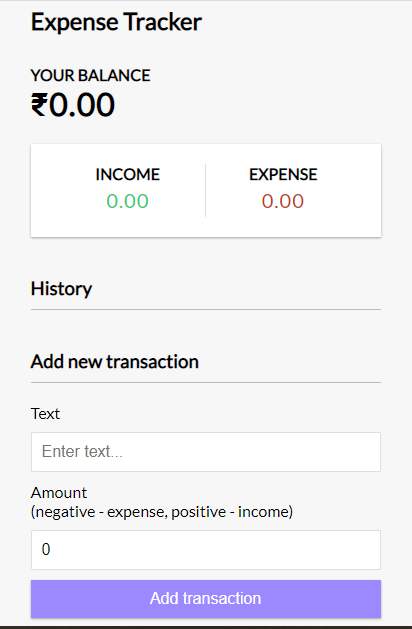 Expense Tracker
YOUR BALANCE
₹0.00
INCOME EXPENSE
0.00 0.00
History
Add new transaction
Text
Enter text...
Amount
(negative - expense, positive - income)
0
Add transaction